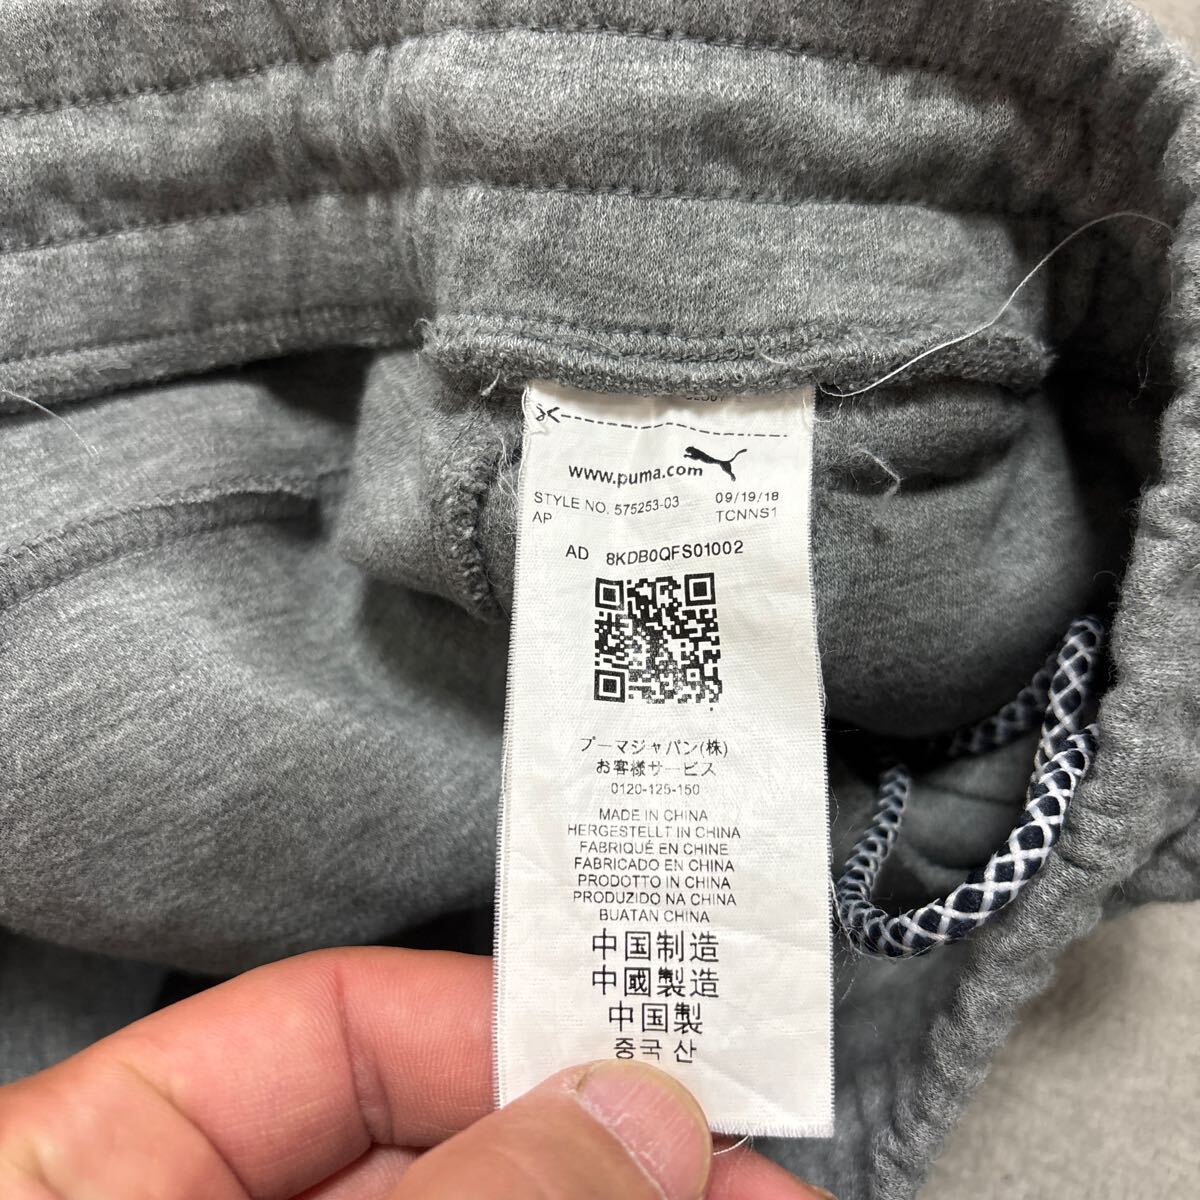 www.puma.com
STYLE NO. 575253-03 09/19/18
AP TCNNS1
AD 8KDB0QFS01002
プーマジャパン(株)
お客様サービス
0120-125-150
MADE IN CHINA
HERGESTELLT IN CHINA
FABRIQUÉ EN CHINE
FABRICADO EN CHINA
PRODOTTO IN CHINA
PRODUZIDO NA CHINA
BUATAN CHINA
中国制造
中國製造
中国製
중국 산